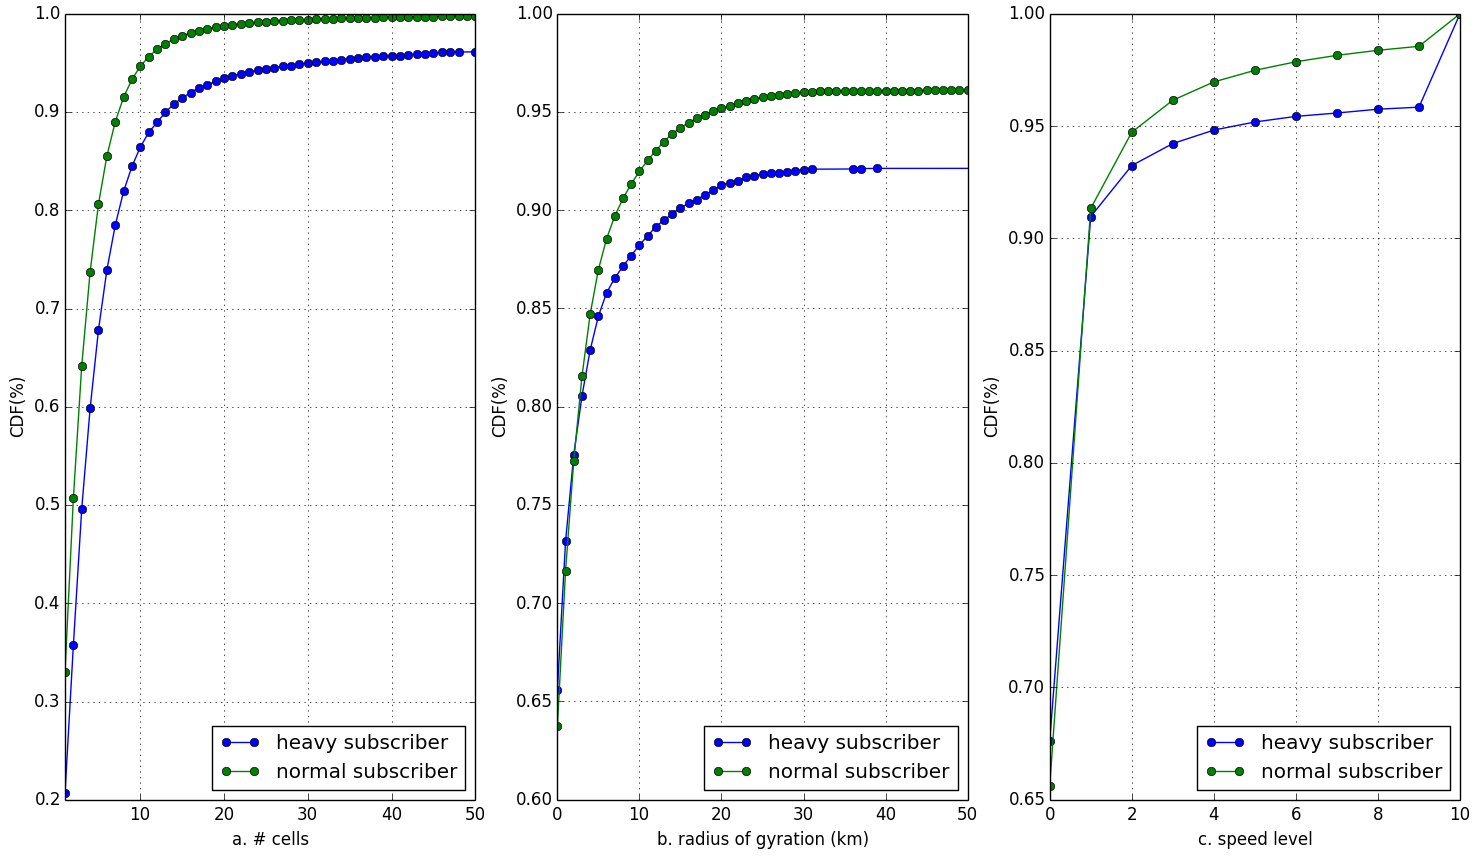 1.0
0.9
0.8
0.7
0.6
0.5
0.4
0.3
0.2
CDF(%)
10 20 30 40 50
a. # cells
heavy subscriber
normal subscriber
1.00
0.95
0.90
0.85
0.80
0.75
0.70
0.65
0.60
CDF(%)
0 10 20 30 40 50
b. radius of gyration (km)
heavy subscriber
normal subscriber
1.00
0.95
0.90
0.85
0.80
0.75
0.70
0.65
CDF(%)
0 2 4 6 8 10
c. speed level
heavy subscriber
normal subscriber